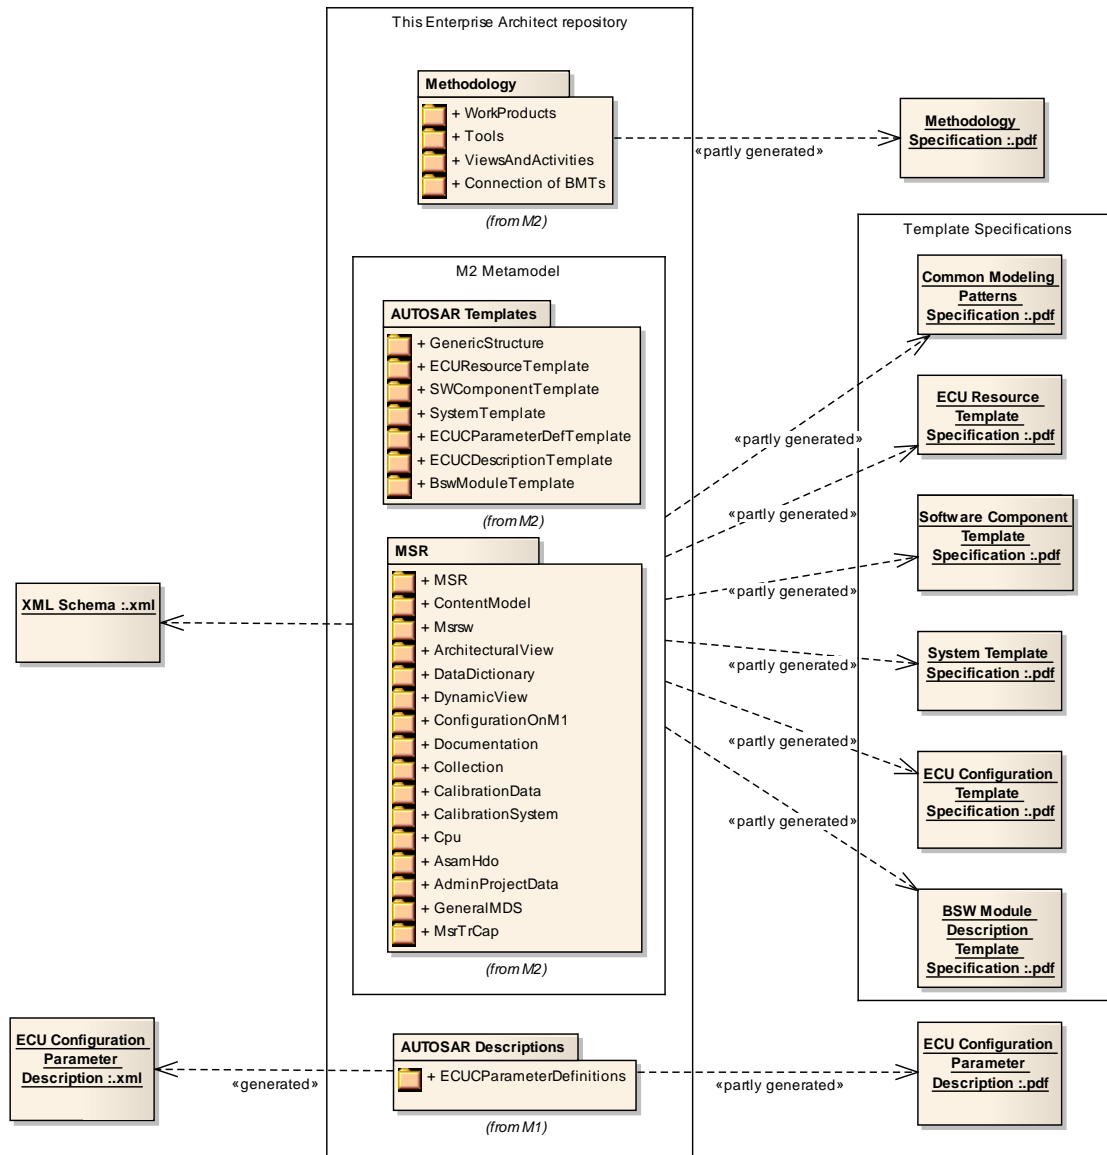 This Enterprise Architect repository
Methodology
+ WorkProducts
+ Tools
+ ViewsAndActivities
+ Connection of BMTs
(from M2)
«partly generated»
Methodology
Specification :.pdf
M2 Metamodel
AUTOSAR Templates
+ GenericStructure
+ ECUResourceTemplate
+ SWComponentTemplate
+ SystemTemplate
+ ECUCParameterDefTemplate
+ ECUCDescriptionTemplate
+ BswModuleTemplate
(from M2)
MSR
+ MSR
+ ContentModel
+ Msrsw
+ ArchitecturalView
+ DataDictionary
+ DynamicView
+ ConfigurationOnM1
+ Documentation
+ Collection
+ CalibrationData
+ CalibrationSystem
+ Cpu
+ AsamHdo
+ AdminProjectData
+ GeneralMDS
+ MsrTrCap
(from M2)
XML Schema :.xml
Template Specifications
Common Modeling
Patterns
Specification :.pdf
«partly generated»
ECU Resource
Template
Specification :.pdf
«partly generated»
Software Component
Template
Specification :.pdf
«partly generated»
System Template
Specification :.pdf
«partly generated»
ECU Configuration
Template
Specification :.pdf
«partly generated»
BSW Module
Description
Template
Specification :.pdf
«partly generated»
ECU Configuration
Parameter
Description :.xml
«generated»
AUTOSAR Descriptions
+ ECUCParameterDefinitions
(from M1)
«partly generated»
ECU Configuration
Parameter
Description :.pdf